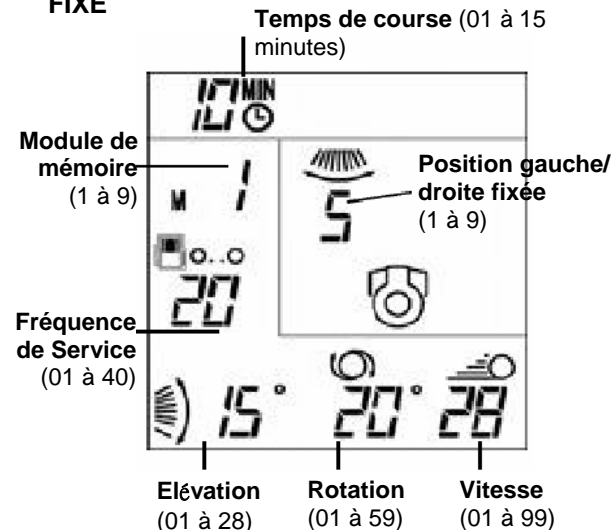 FIXE
Temps de course (01 à 15
minutes)
10 MIN
Module de
mémoire
(1 à 9)
M 1
5
Position gauche/
droite fixée
(1 à 9)
20
Fréquence
de Service
(01 à 40)
15° 20° 28
Elévation
(01 à 28)
Rotation
(01 à 59)
Vitesse
(01 à 99)